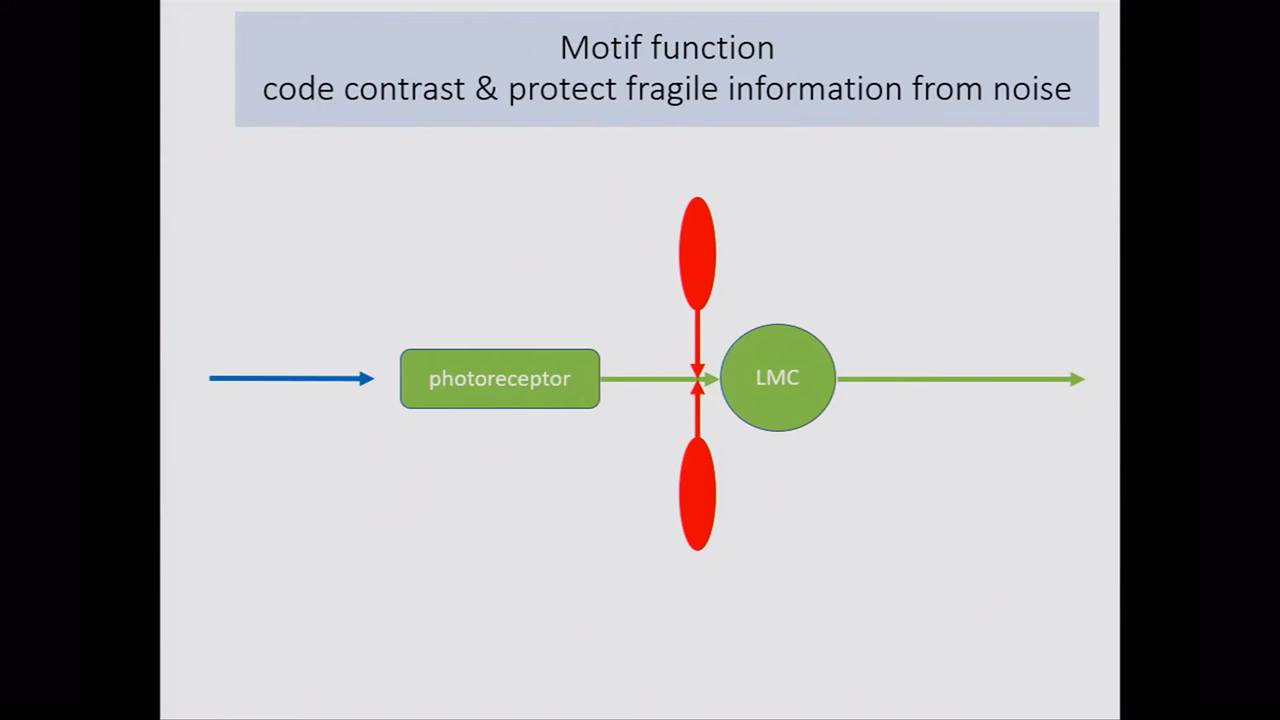 Motif function
code contrast & protect fragile information from noise
photoreceptor
LMC